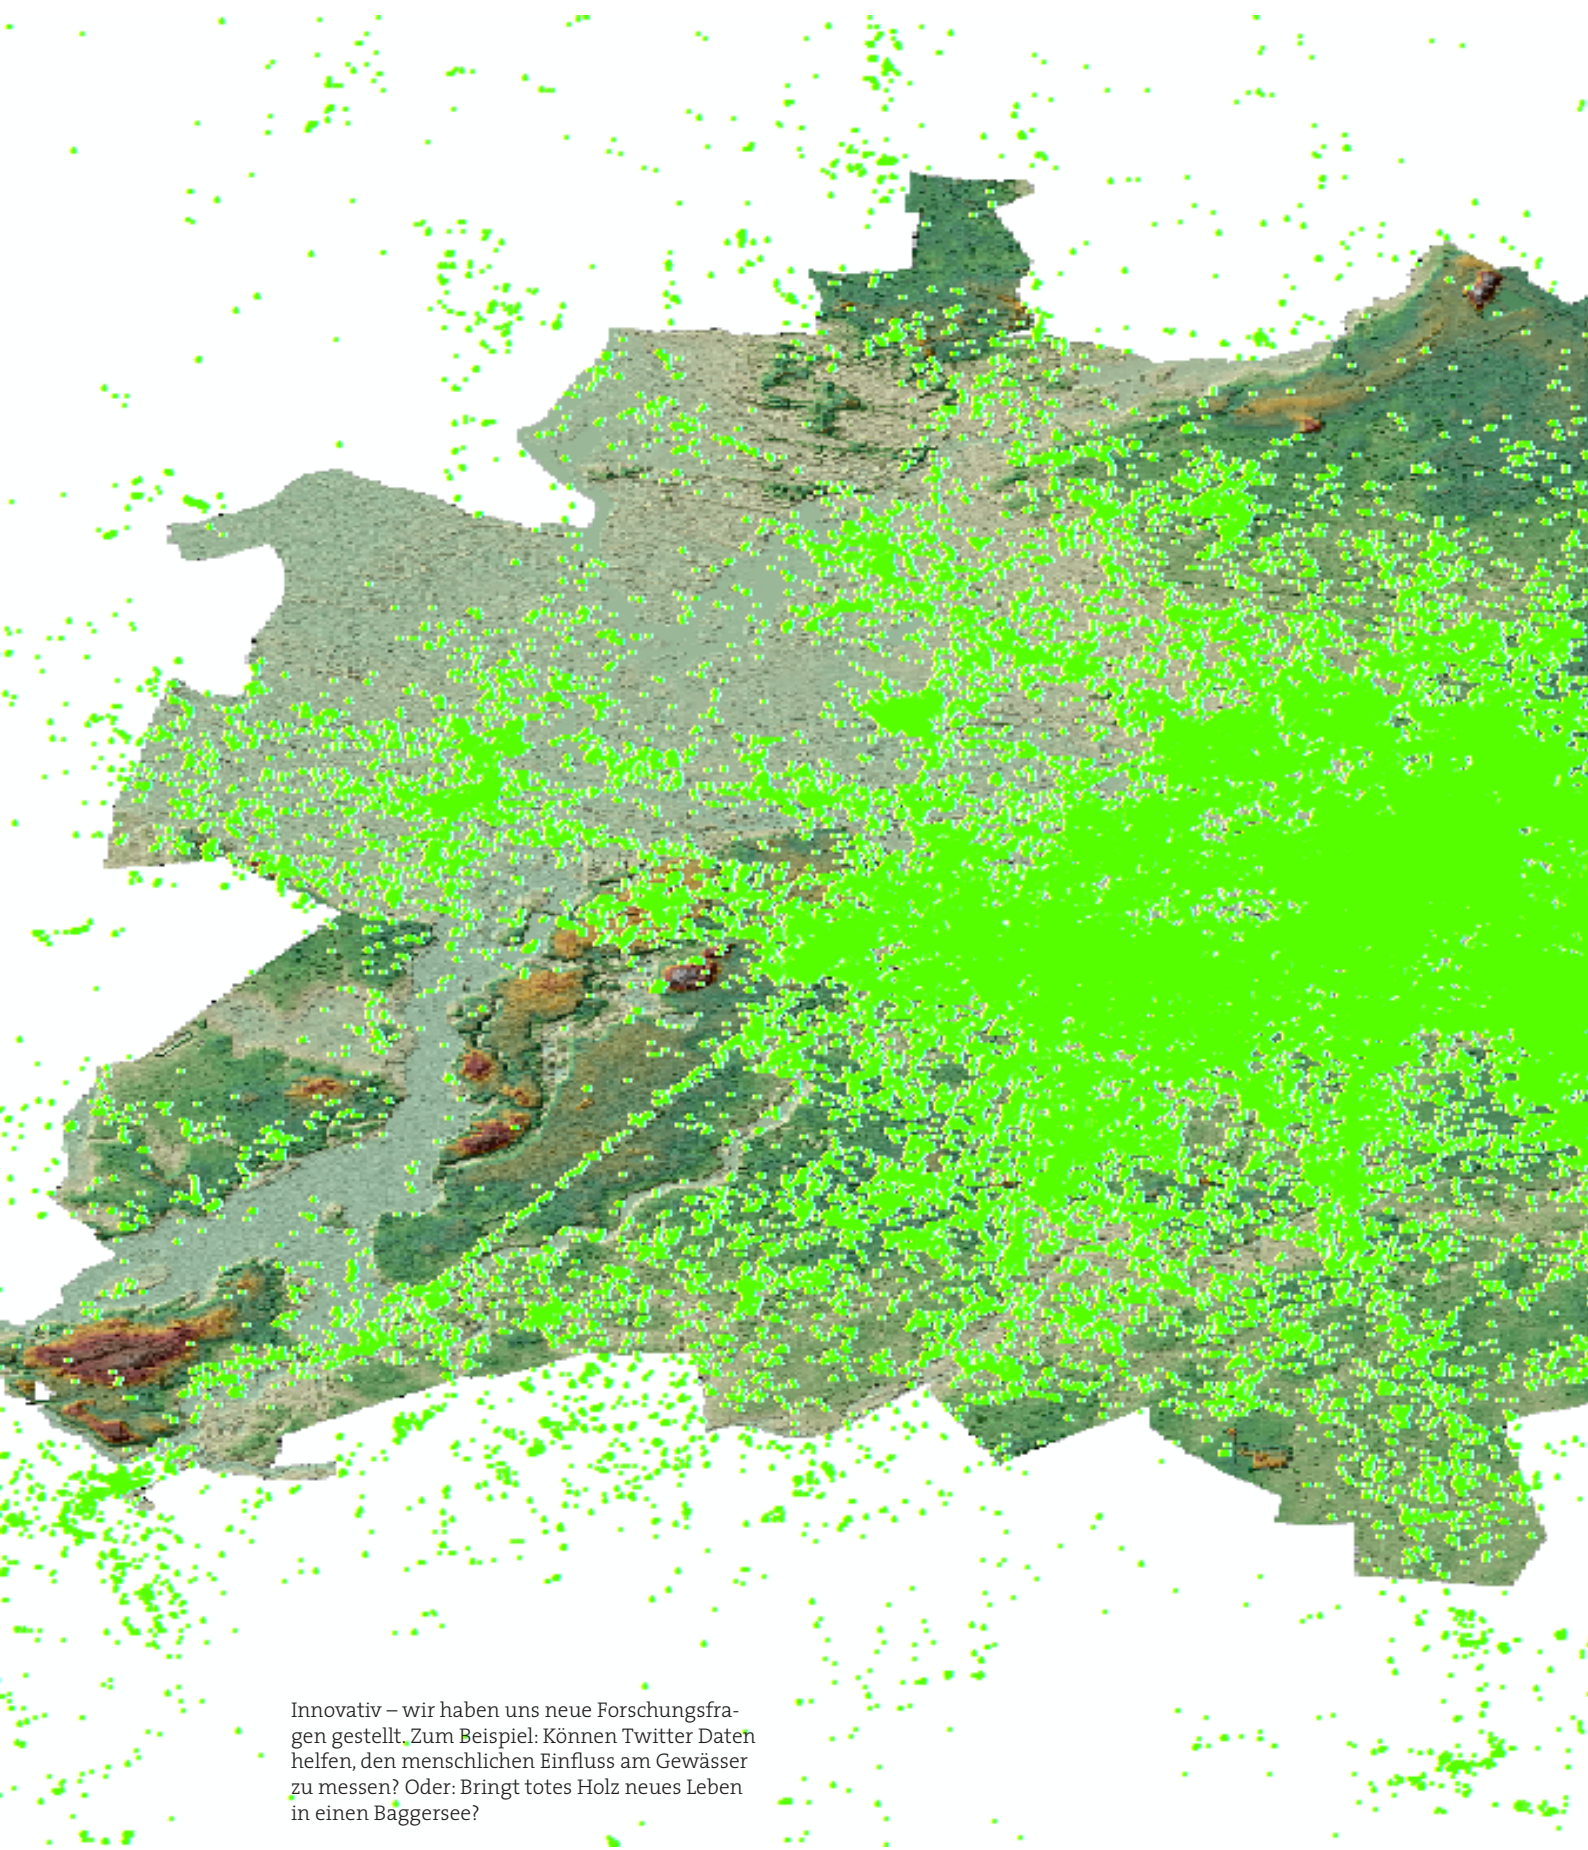 Innovativ – wir haben uns neue Forschungsfra-
gen gestellt. Zum Beispiel: Können Twitter Daten
helfen, den menschlichen Einfluss am Gewässer
zu messen? Oder: Bringt totes Holz neues Leben
in einen Baggersee?